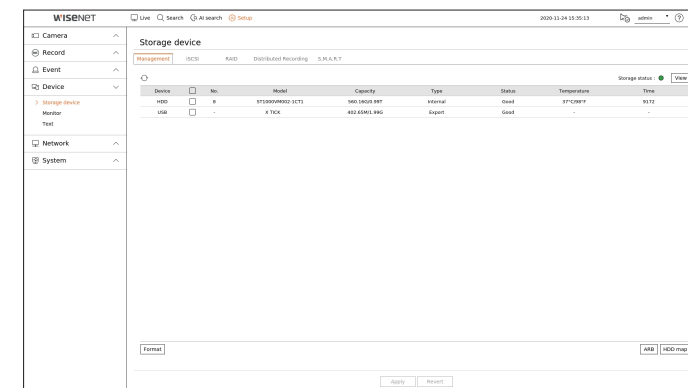 WISENET Live Search AI search Setup 2020-11-24 15:35:13 admin ?
Camera
Record
Event
Device
Storage device
Monitor
Text
Network
System
Storage device
Management iSCSI RAID Distributed Recording S.M.A.R.T
Storage status : View
Device No. Model Capacity Type Status Temperature Time
HDD 8 ST1000VM002-1CT1 560.16G/0.99T Internal Good 37°C/98°F 9172
USB - X TICK 402.65M/1.99G Export Good - -
Format ARB HDD map
Apply Revert